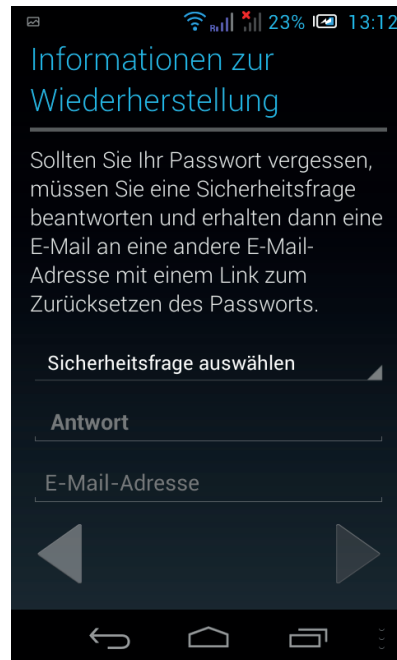 23% 13:12
Informationen zur
Wiederherstellung
Sollten Sie Ihr Passwort vergessen,
müssen Sie eine Sicherheitsfrage
beantworten und erhalten dann eine
E-Mail an eine andere E-Mail-
Adresse mit einem Link zum
Zurücksetzen des Passworts.
Sicherheitsfrage auswählen
Antwort
E-Mail-Adresse